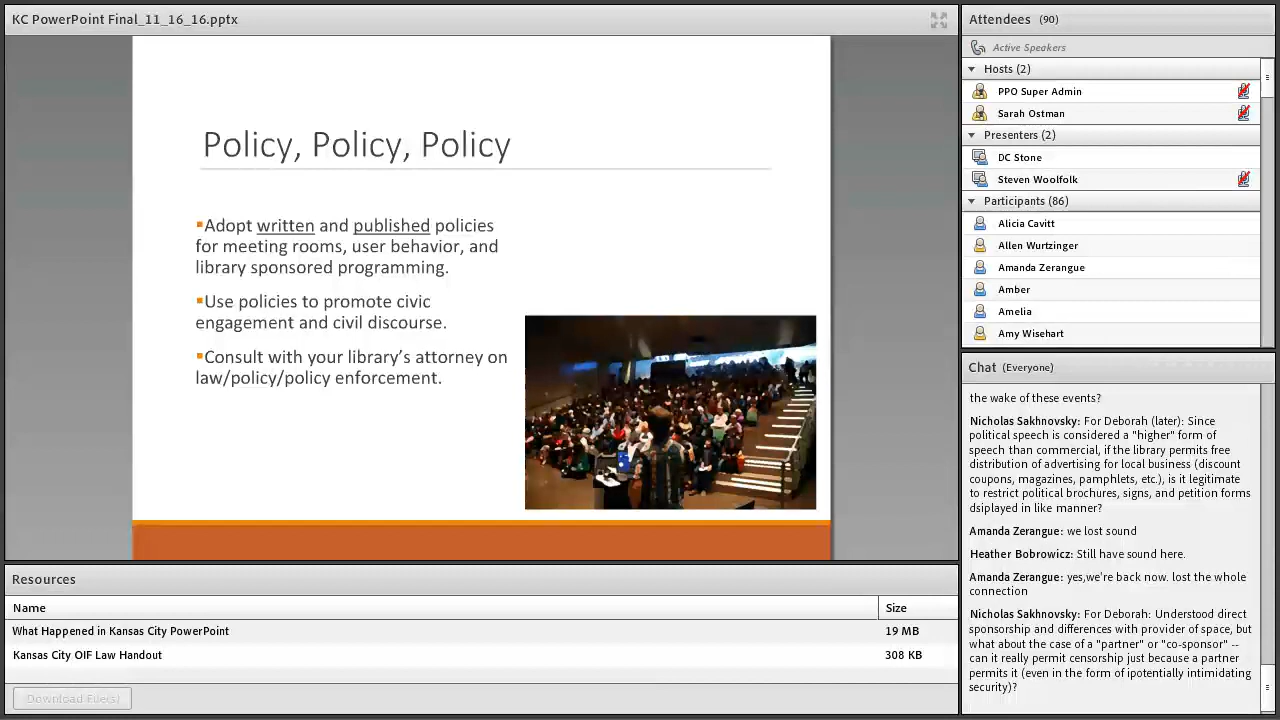 KC PowerPoint Final_11_16_16.pptx
Policy, Policy, Policy
Adopt written and published policies
for meeting rooms, user behavior, and
library sponsored programming.
Use policies to promote civic
engagement and civil discourse.
Consult with your library's attorney on
law/policy/policy enforcement.
Resources
Name Size
What Happened in Kansas City PowerPoint 19 MB
Kansas City OIF Law Handout 308 KB
Download File(s)
Attendees (90)
Active Speakers
Hosts (2)
PPO Super Admin
Sarah Ostman
Presenters (2)
DC Stone
Steven Woolfolk
Participants (86)
Alicia Cavitt
Allen Wurtzinger
Amanda Zerangue
Amber
Amelia
Amy Wisehart
Chat (Everyone)
the wake of these events?
Nicholas Sakhnovsky: For Deborah (later): Since
political speech is considered a "higher" form of
speech than commercial, if the library permits free
distribution of advertising for local business (discount
coupons, magazines, pamphlets, etc.), is it legitimate
to restrict political brochures, signs, and petition forms
dsiplayed in like manner?
Amanda Zerangue: we lost sound
Heather Bobrowicz: Still have sound here.
Amanda Zerangue: yes,we're back now. lost the whole
connection
Nicholas Sakhnovsky: For Deborah: Understood direct
sponsorship and differences with provider of space, but
what about the case of a "partner" or "co-sponsor" --
can it really permit censorship just because a partner
permits it (even in the form of ipotentially intimidating
security)?